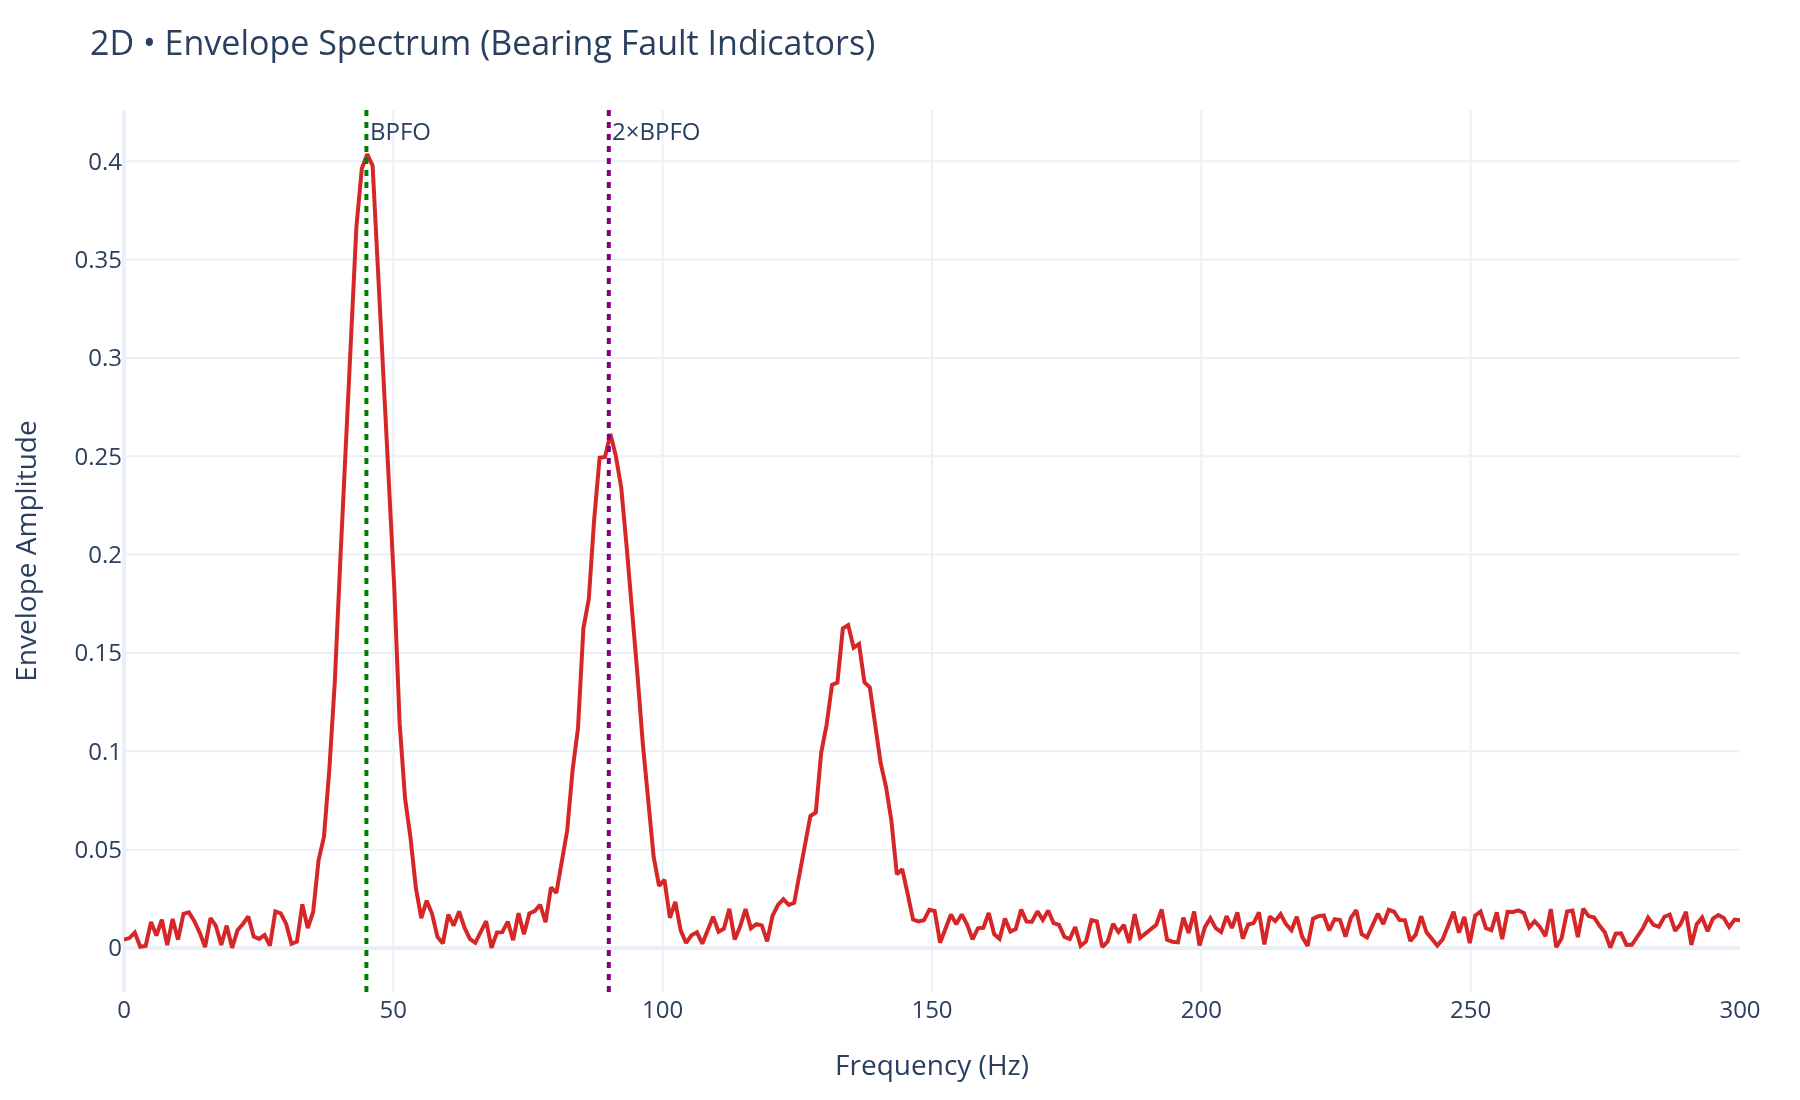 2D • Envelope Spectrum (Bearing Fault Indicators)
BPFO
2×BPFO
0.4
0.35
0.3
0.25
0.2
0.15
0.1
0.05
0
Envelope Amplitude
0 50 100 150 200 250 300
Frequency (Hz)